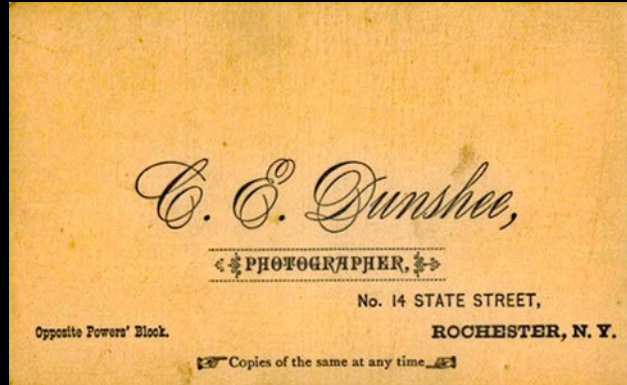 C. E. Dunshee,
PHOTOGRAPHER,
No. 14 STATE STREET,
Opposite Powers' Block. ROCHESTER, N. Y.
Copies of the same at any time